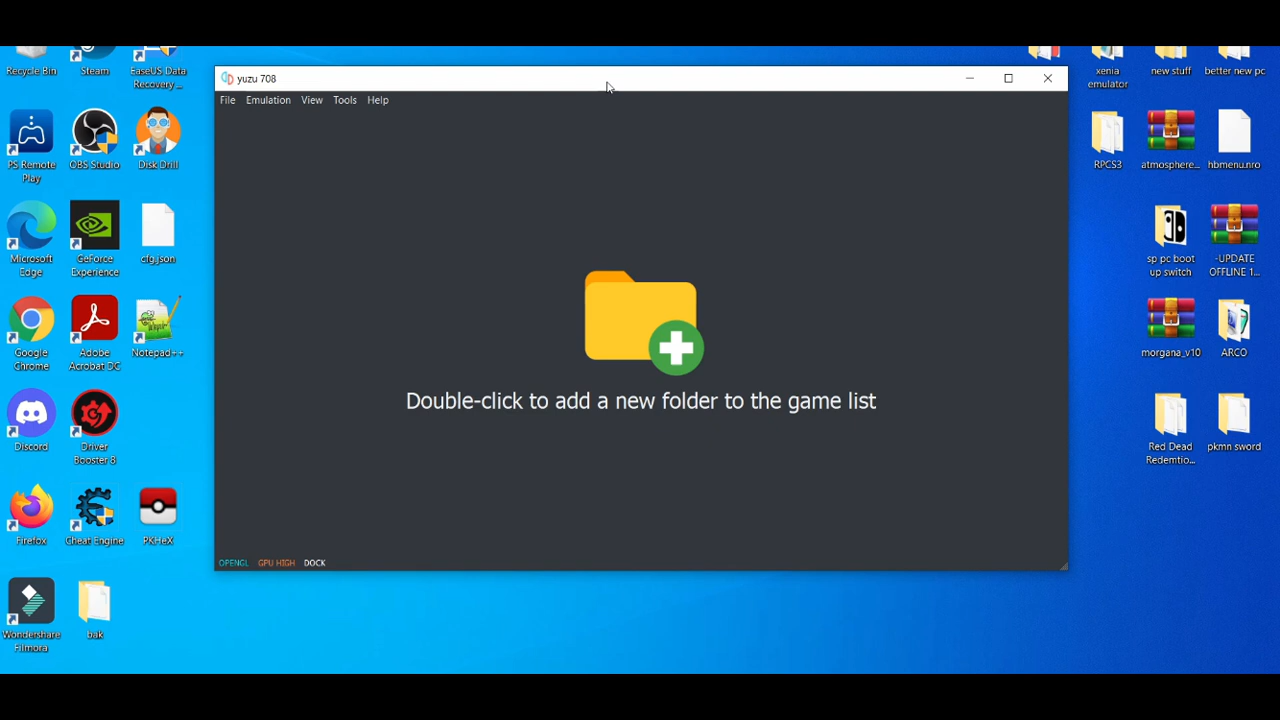 Recycle Bin
Steam
EaseUS Data
Recovery...
xenia
emulator
new stuff
better new pc
yuzu 708
File Emulation View Tools Help
PS Remote
Play
OBS Studio
Disk Drill
RPCS3
atmosphere...
hbmenu.nro
Microsoft
Edge
GeForce
Experience
cfg.json
sp pc boot
up switch
-UPDATE
OFFLINE 1...
Google
Chrome
Adobe
Acrobat DC
Notepad++
morgana_v10
ARCO
Double-click to add a new folder to the game list
Discord
Driver
Booster 8
Red Dead
Redemtio...
pkmn sword
Firefox
Cheat Engine
PKHeX
OPENGL GPU HIGH DOCK
Wondershare
Filmora
bak